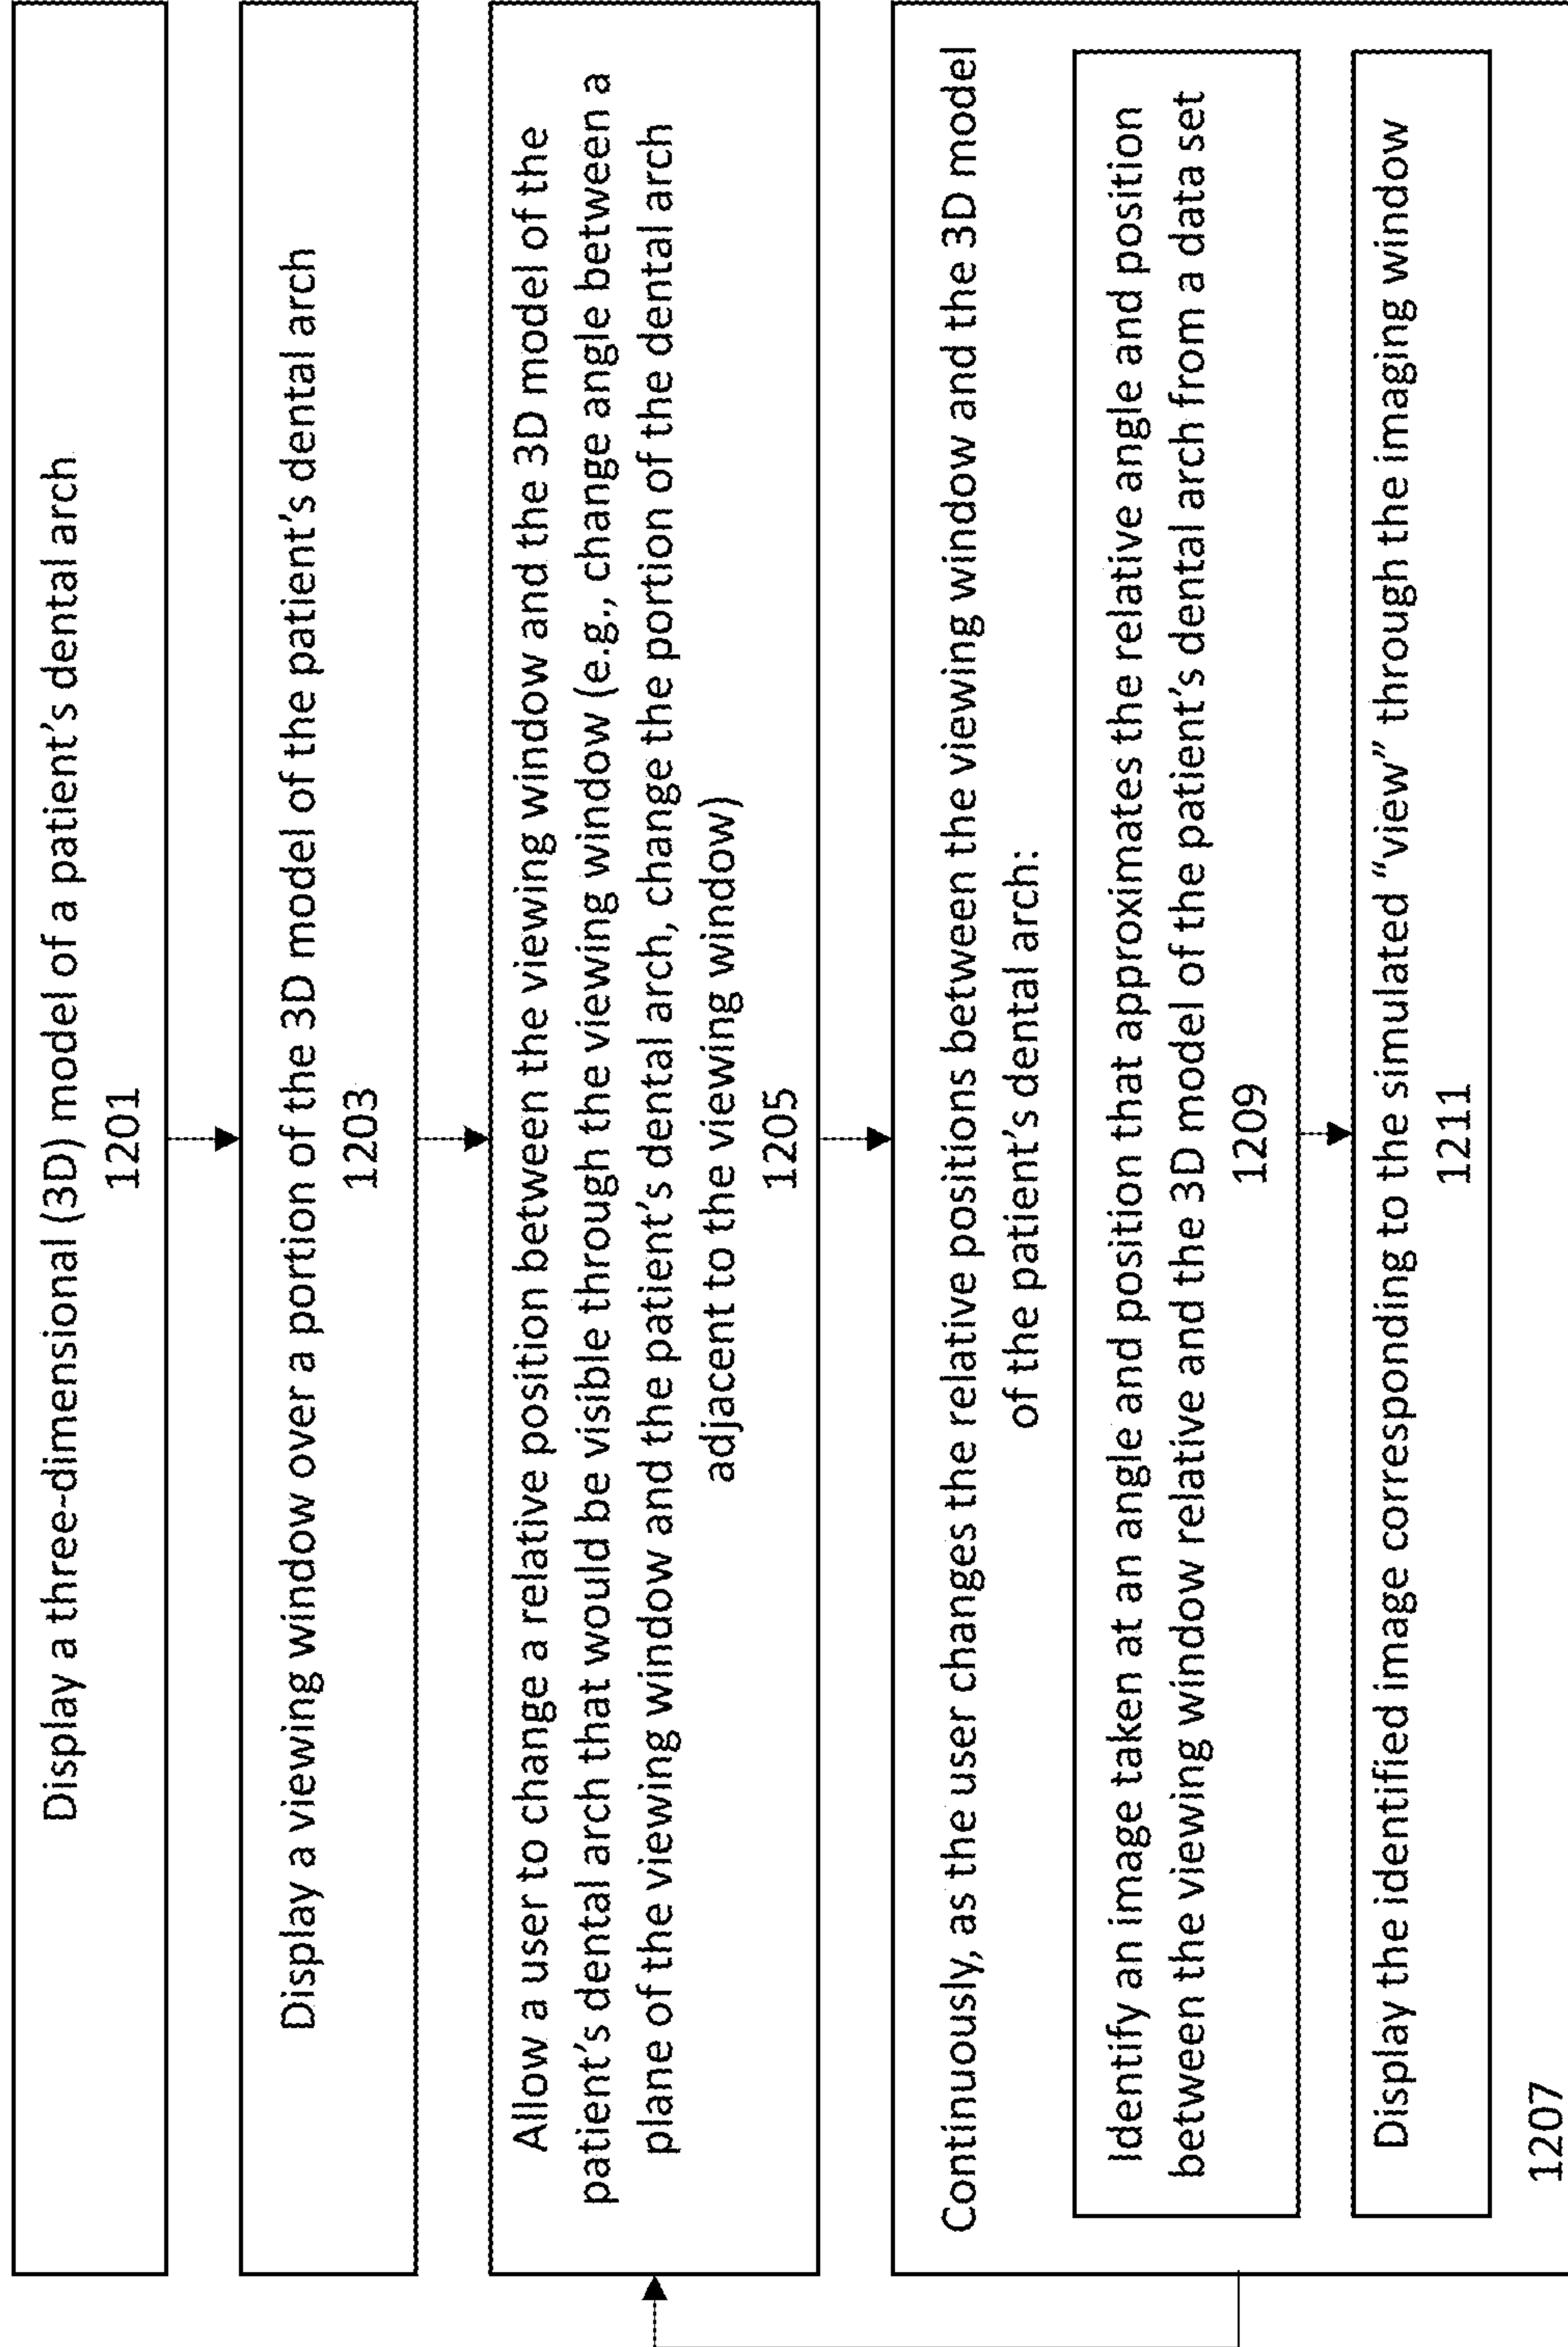 Display a three-dimensional (3D) model of a patient's dental arch
1201
Display a viewing window over a portion of the 3D model of the patient's dental arch
1203
Allow a user to change a relative position between the viewing window and the 3D model of the
patient's dental arch that would be visible through the viewing window (e.g., change angle between a
plane of the viewing window and the patient's dental arch, change the portion of the dental arch
adjacent to the viewing window)
1205
Continuously, as the user changes the relative positions between the viewing window and the 3D model
of the patient's dental arch:
Identify an image taken at an angle and position that approximates the relative angle and position
between the viewing window relative and the 3D model of the patient's dental arch from a data set
1209
Display the identified image corresponding to the simulated “view” through the imaging window
1211
1207